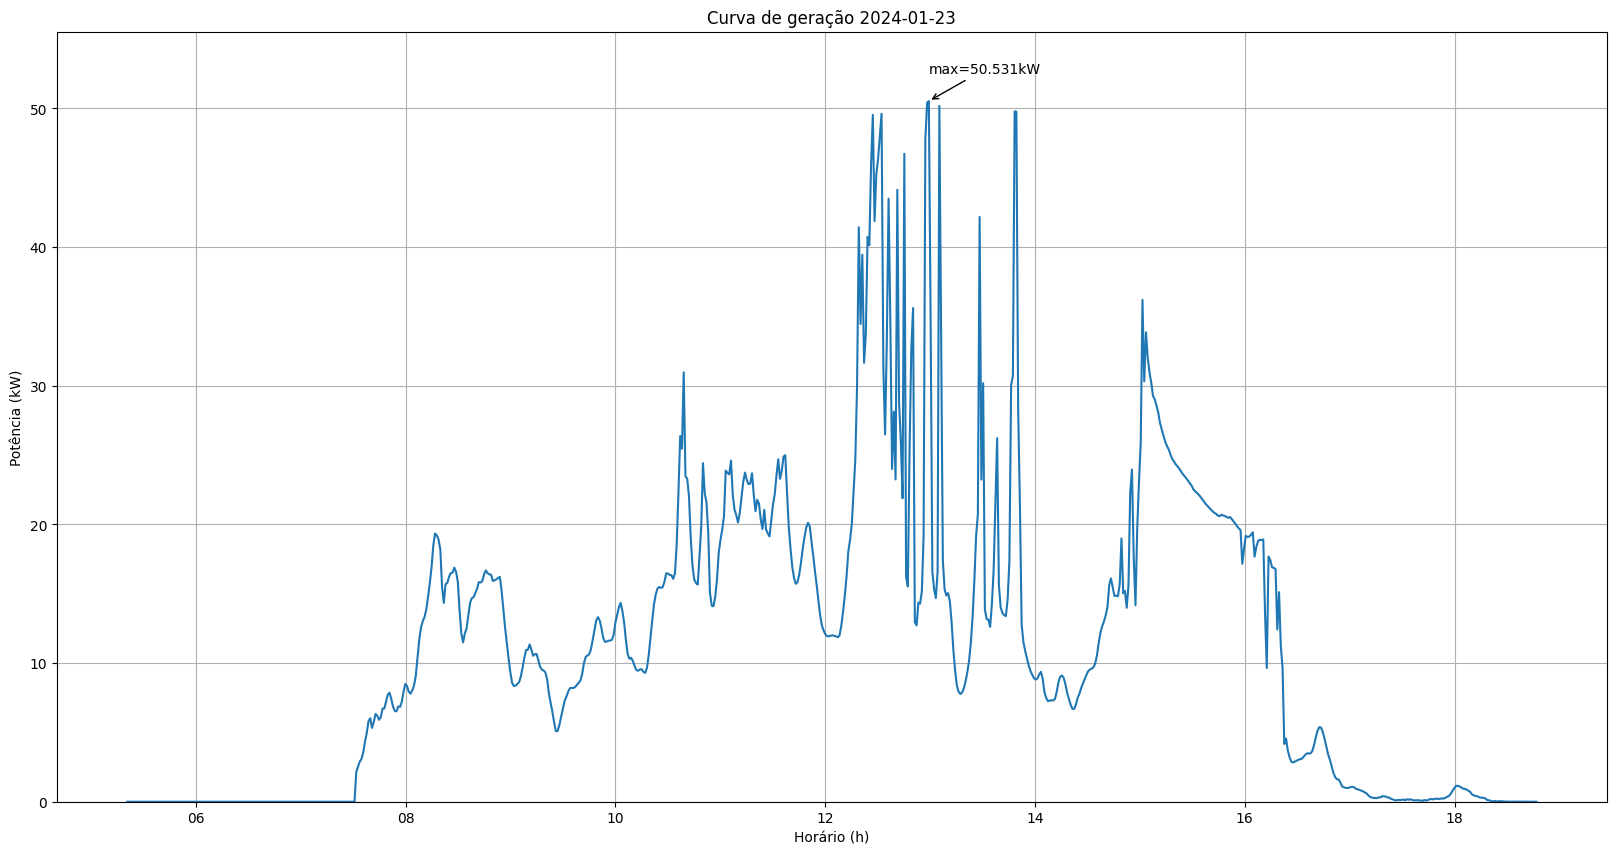 Curva de geração 2024-01-23
max=50.531kW
50
40
30
20
10
0
Potência (kW)
06 08 10 12 14 16 18
Horário (h)